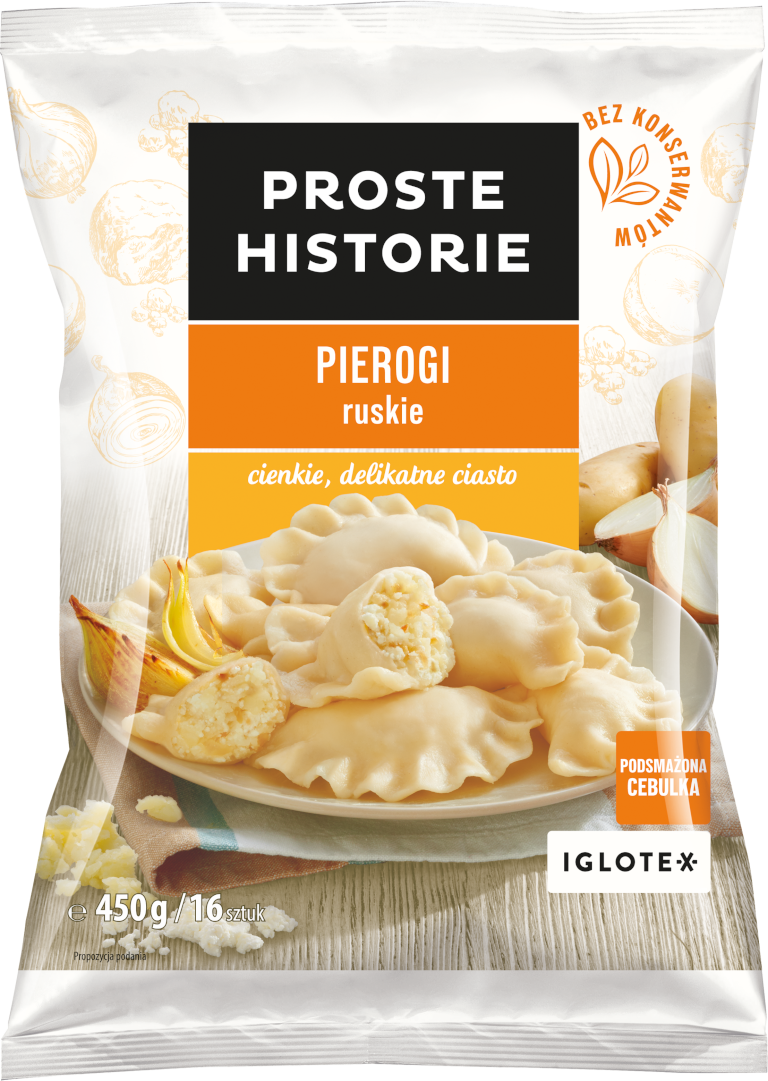 PROSTE
HISTORIE
BEZ KONSERWANTÓW
PIEROGI
ruskie
cienkie, delikatne ciasto
PODSMAŻONA
CEBULKA
IGLOTEX
℮ 450g/16 sztuk
Propozycja podania